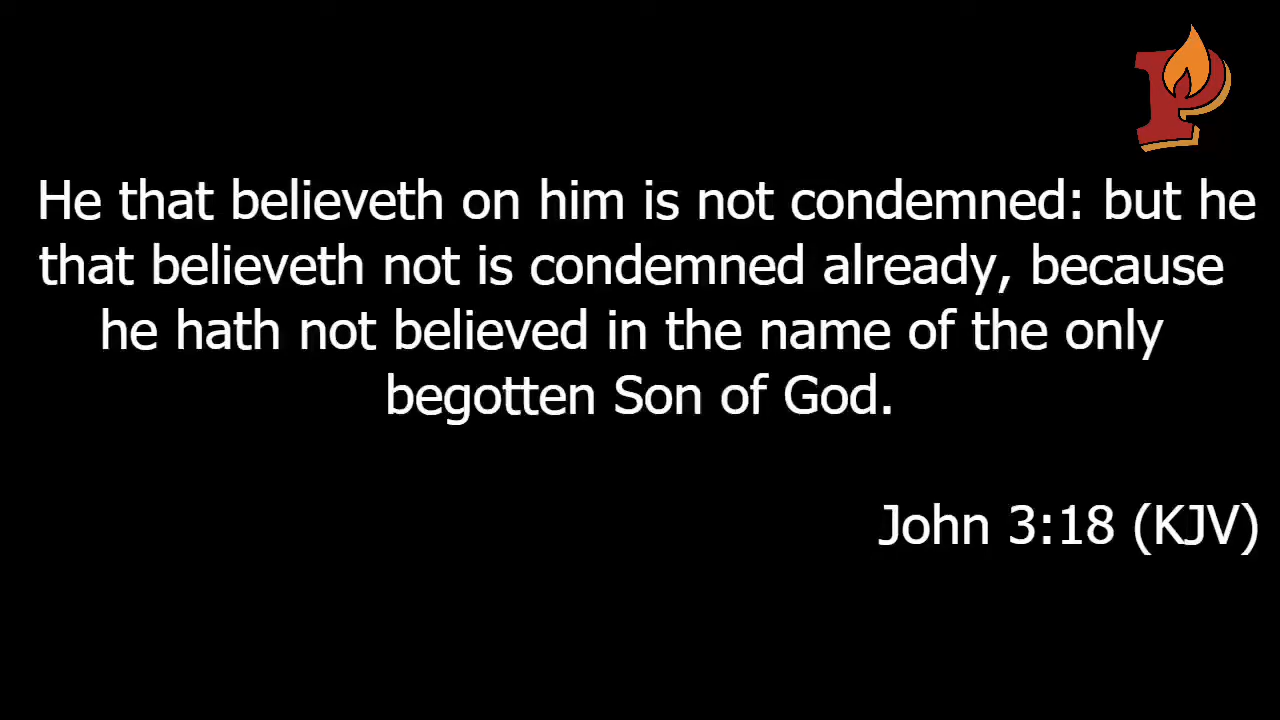 P
He that believeth on him is not condemned: but he
that believeth not is condemned already, because
he hath not believed in the name of the only
begotten Son of God.
John 3:18 (KJV)